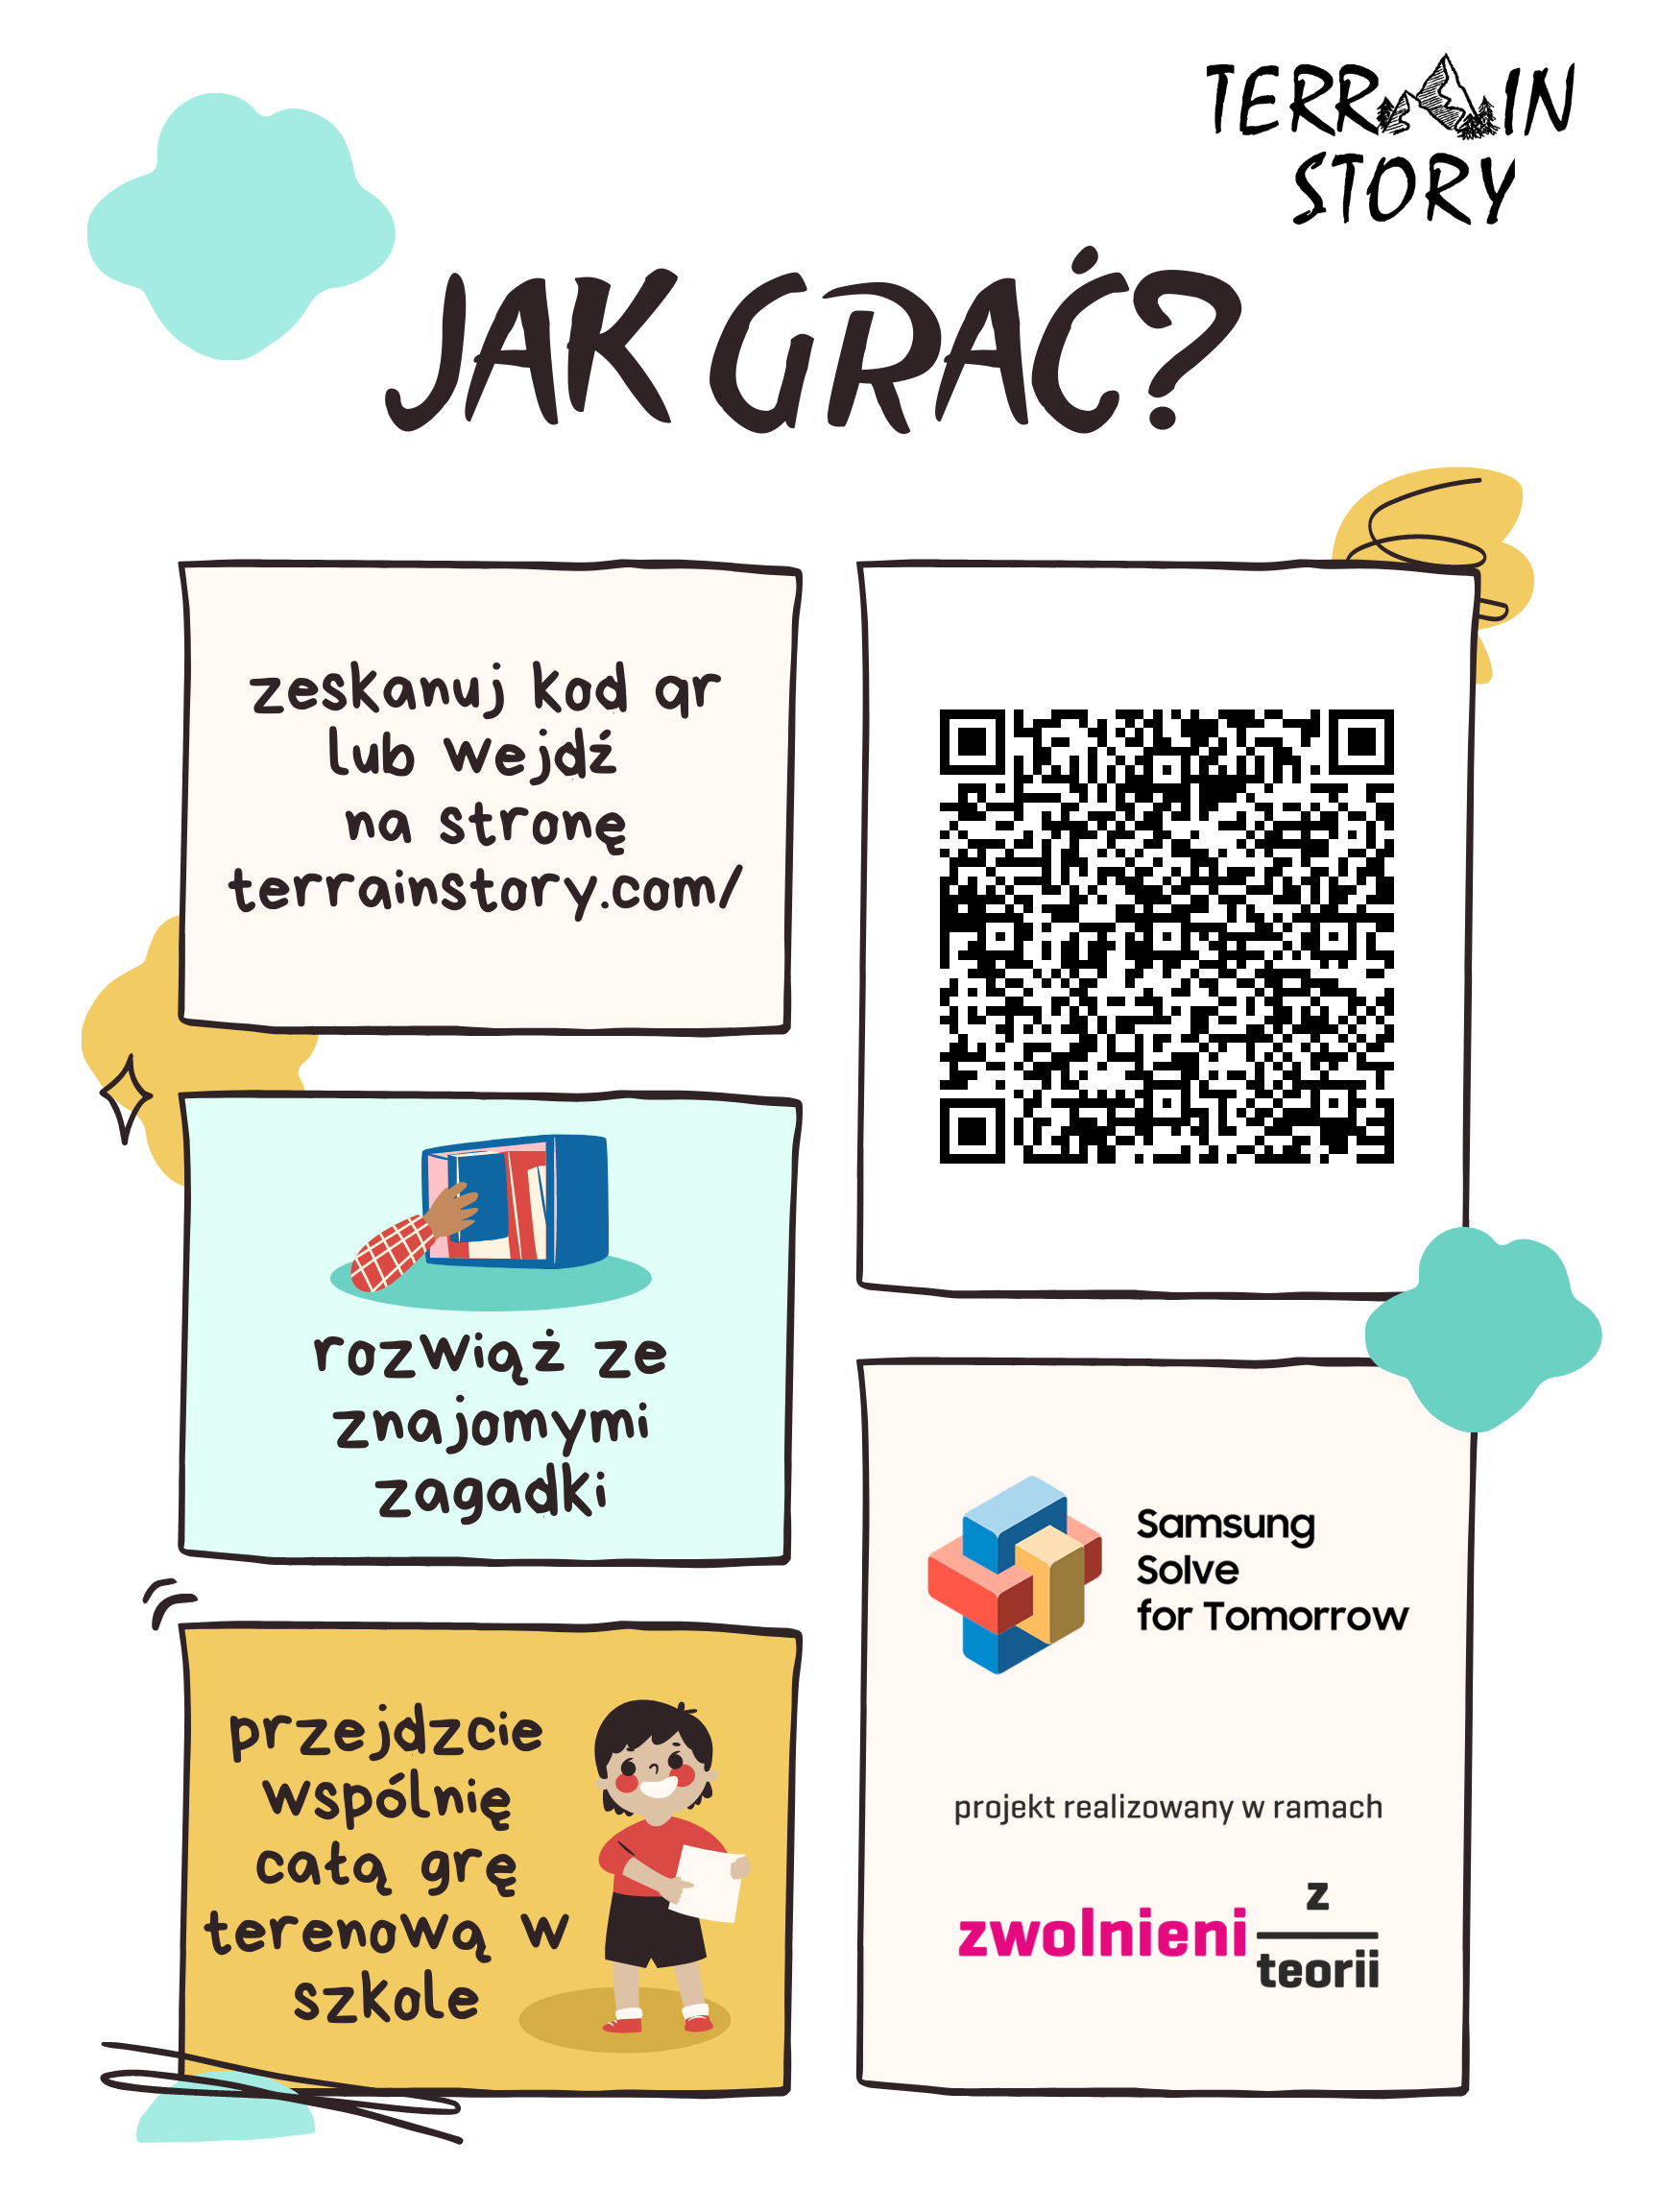 TERRAIN
STORY
JAK GRAĆ?
zeskanuj kod qr
lub wejdź
na stronę
terrainstory.com/
rozwiąż ze
znajomymi
zagadki
przejdzcie
wspólnię
całą grę
terenową w
szkole
Samsung
Solve
for Tomorrow
projekt realizowany w ramach
zwolnieni z
teorii